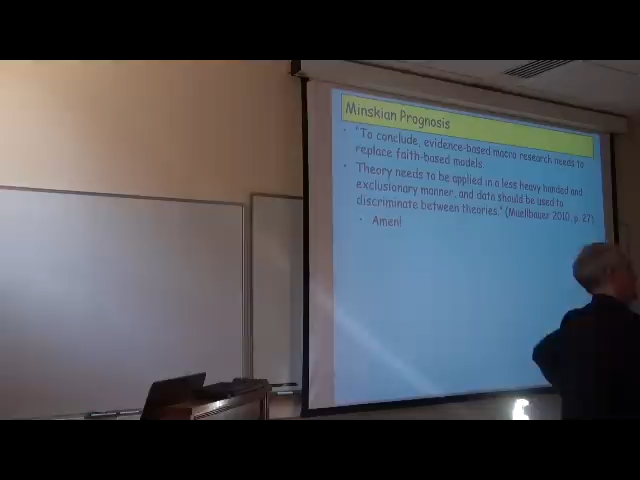 Minskian Prognosis
• "To conclude, evidence-based macro research needs to
replace faith-based models.
• Theory needs to be applied in a less heavy handed and
exclusionary manner, and data should be used to
discriminate between theories." (Muellbauer 2010, p. 27)
• Amen!